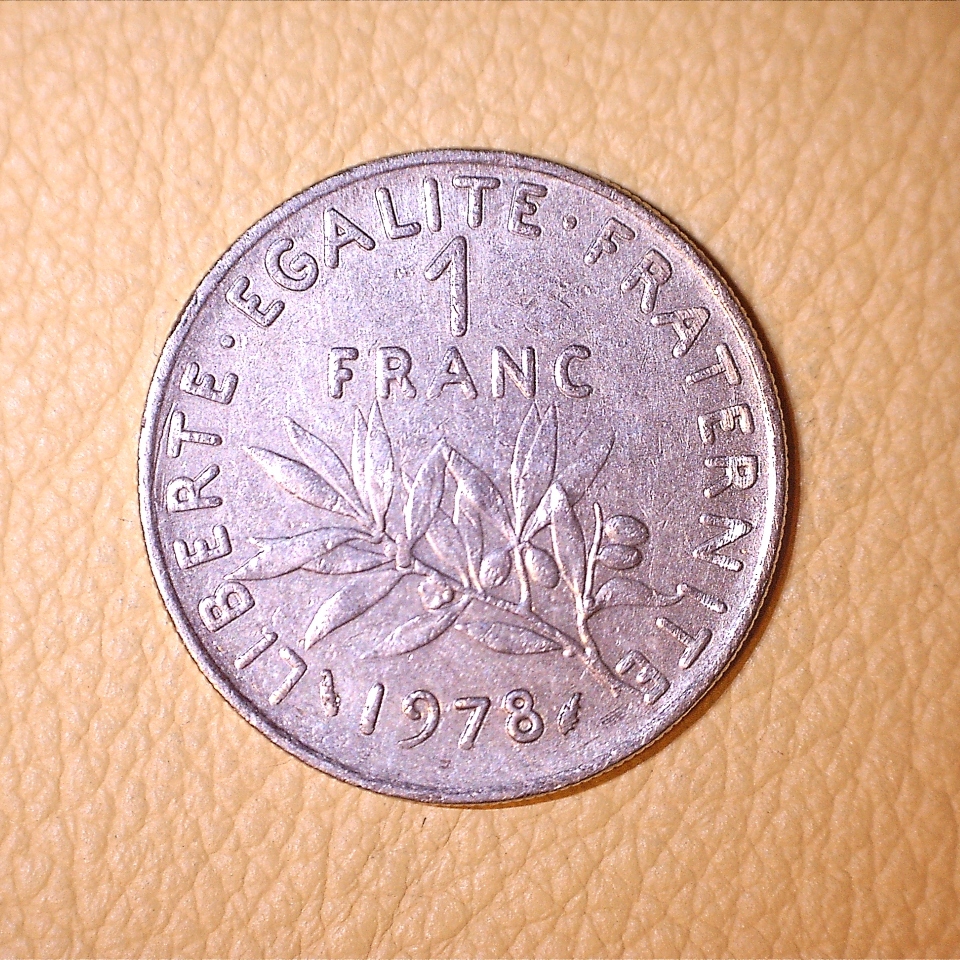 LIBERTE · EGALITE · FRATERNITE
1
FRANC
1978